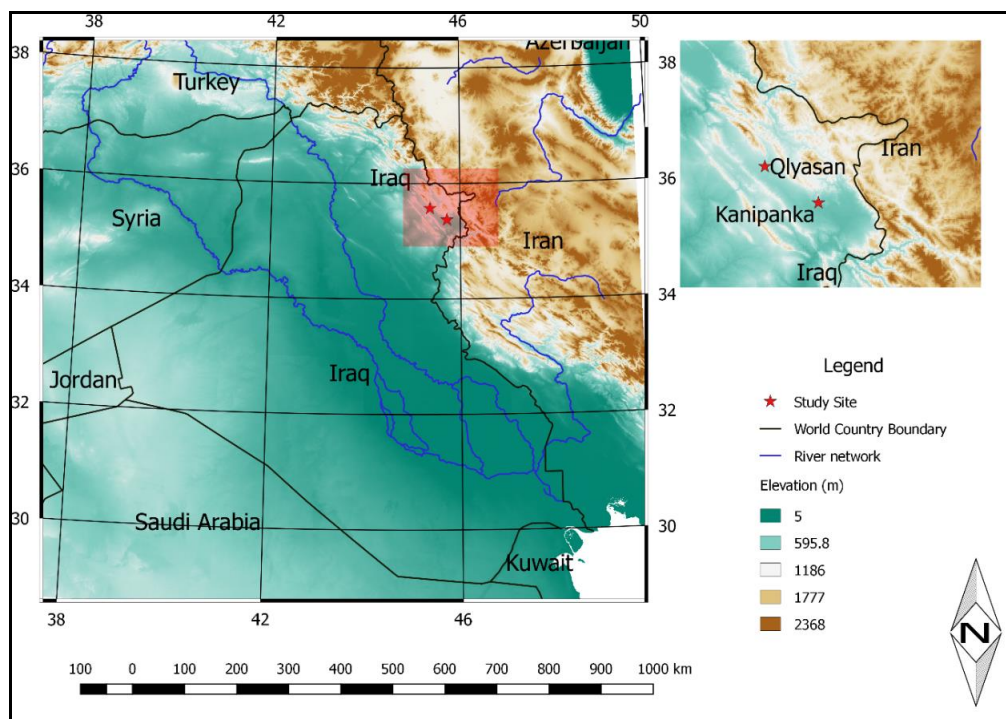 38
42
46
50
38
Azerbaijan
38
38
Turkey
36
Iraq
36
Syria
Iran
34
34
Iraq
Jordan
32
32
30
30
Saudi Arabia
Kuwait
38
42
46
Iran
Qlyasan
Kanipanka
Iraq
Legend
Study Site
World Country Boundary
River network
Elevation (m)
5
595.8
1186
1777
2368
N
100 0 100 200 300 400 500 600 700 800 900 1000 km